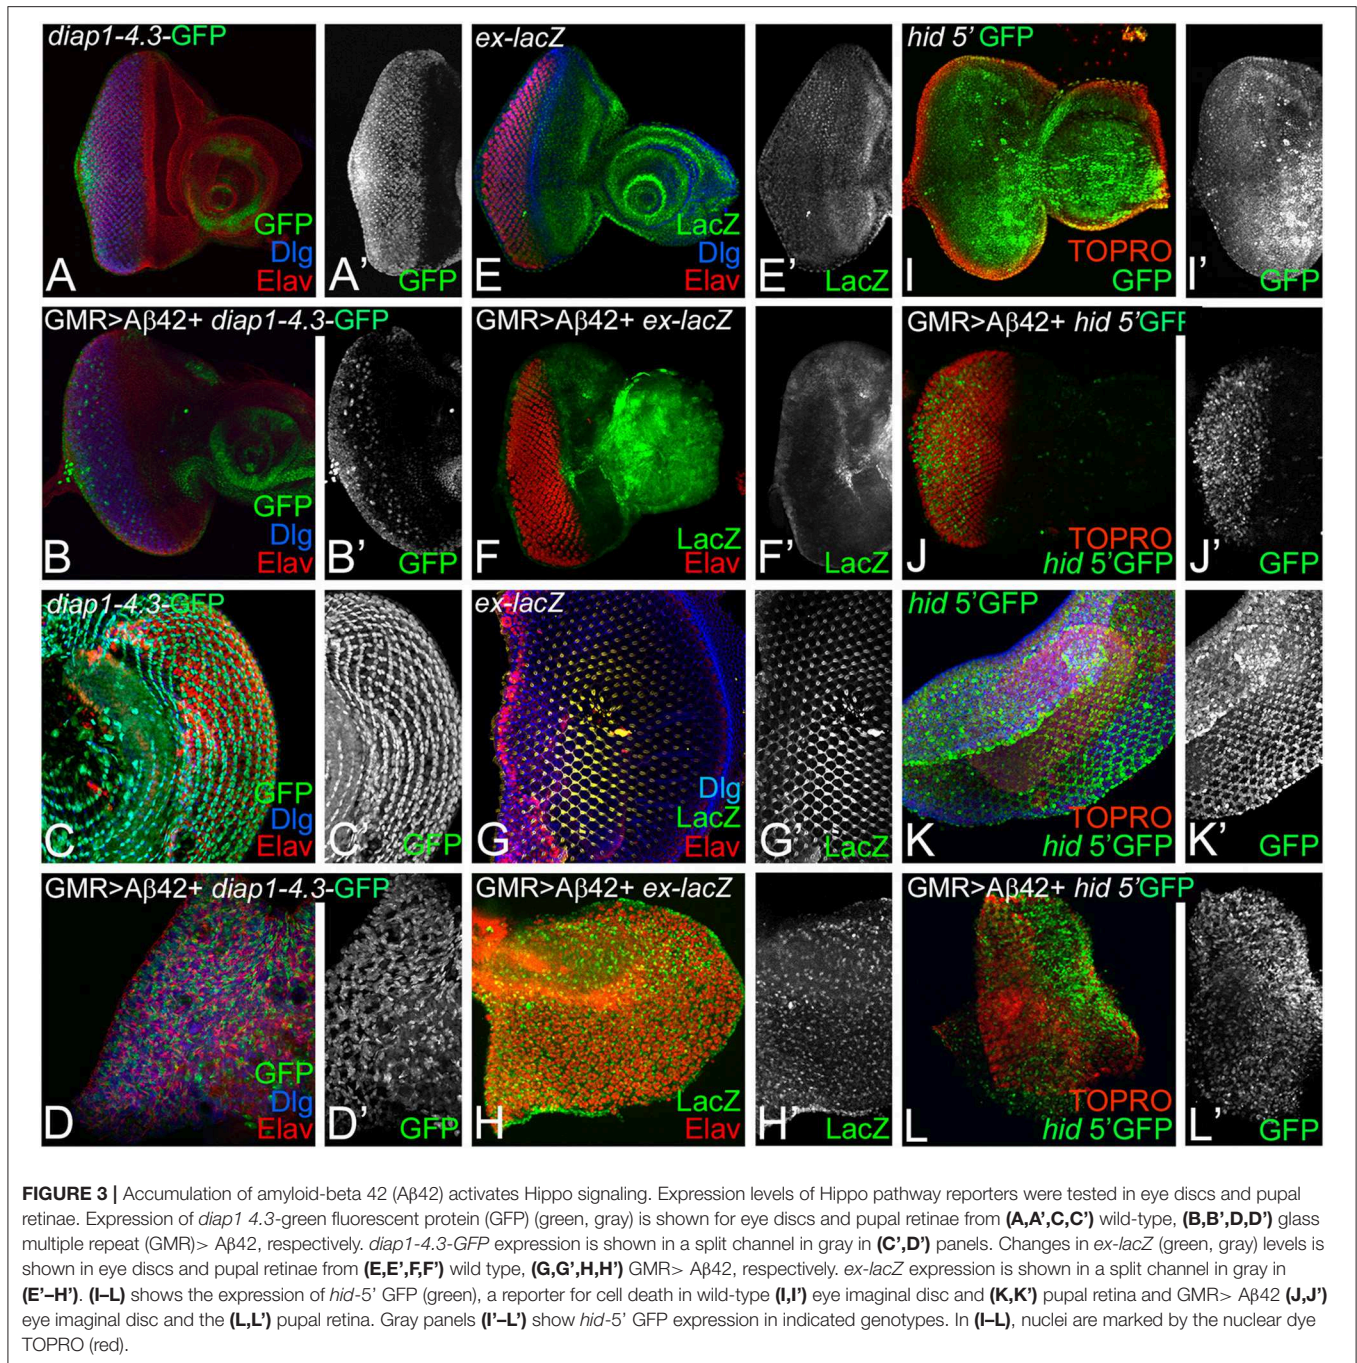 diap1-4.3-GFP
GFP
Dlg
Elav
A
A’
GFP
ex-lacZ
LacZ
Dlg
Elav
E
E’
LacZ
hid 5’ GFP
TOPRO
GFP
I
I’
GFP
GMR>Aβ42+ diap1-4.3-GFP
GFP
Dlg
Elav
B
B’
GFP
GMR>Aβ42+ ex-lacZ
LacZ
Elav
F
F’
LacZ
GMR>Aβ42+ hid 5’GFP
TOPRO
hid 5’GFP
J
J’
GFP
diap1-4.3-GFP
GFP
Dlg
Elav
C
C’
GFP
ex-lacZ
Dlg
LacZ
Elav
G
G’
LacZ
hid 5’GFP
TOPRO
hid 5’GFP
K
K’
GFP
GMR>Aβ42+ diap1-4.3-GFP
GFP
Dlg
Elav
D
D’
GFP
GMR>Aβ42+ ex-lacZ
LacZ
Elav
H
H’
LacZ
GMR>Aβ42+ hid 5’GFP
TOPRO
hid 5’GFP
L
L’
GFP
FIGURE 3 | Accumulation of amyloid-beta 42 (Aβ42) activates Hippo signaling. Expression levels of Hippo pathway reporters were tested in eye discs and pupal
retinae. Expression of diap1 4.3-green fluorescent protein (GFP) (green, gray) is shown for eye discs and pupal retinae from (A,A’,C,C’) wild-type, (B,B’,D,D’) glass
multiple repeat (GMR)> Aβ42, respectively. diap1-4.3-GFP expression is shown in a split channel in gray in (C’,D’) panels. Changes in ex-lacZ (green, gray) levels is
shown in eye discs and pupal retinae from (E,E’,F,F’) wild type, (G,G’,H,H’) GMR> Aβ42, respectively. ex-lacZ expression is shown in a split channel in gray in
(E’–H’). (I–L) shows the expression of hid-5’ GFP (green), a reporter for cell death in wild-type (I,I’) eye imaginal disc and (K,K’) pupal retina and GMR> Aβ42 (J,J’)
eye imaginal disc and the (L,L’) pupal retina. Gray panels (I’–L’) show hid-5’ GFP expression in indicated genotypes. In (I–L), nuclei are marked by the nuclear dye
TOPRO (red).